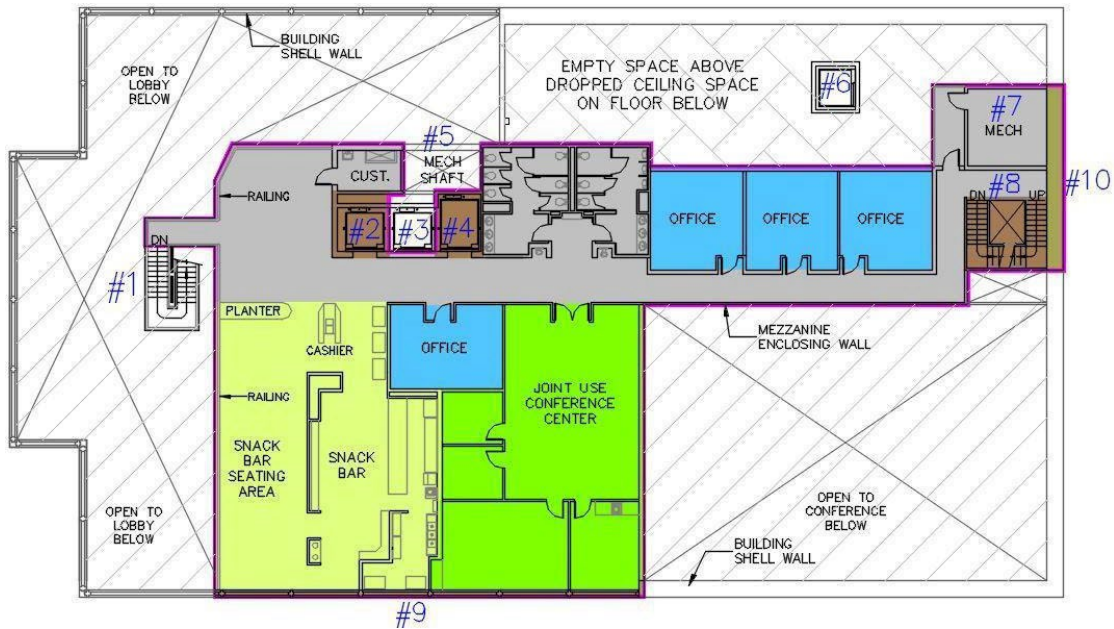 BUILDING
SHELL WALL
OPEN TO
LOBBY
BELOW
EMPTY SPACE ABOVE
DROPPED CEILING SPACE
ON FLOOR BELOW
#6
#7
MECH
#5
MECH
SHAFT
CUST.
RAILING
#2
#3
#4
OFFICE
OFFICE
OFFICE
#8
DN
UP
#10
DN
#1
PLANTER
CASHIER
OFFICE
MEZZANINE
ENCLOSING WALL
RAILING
JOINT USE
CONFERENCE
CENTER
SNACK
BAR
SEATING
AREA
SNACK
BAR
OPEN TO
LOBBY
BELOW
OPEN TO
CONFERENCE
BELOW
BUILDING
SHELL WALL
#9